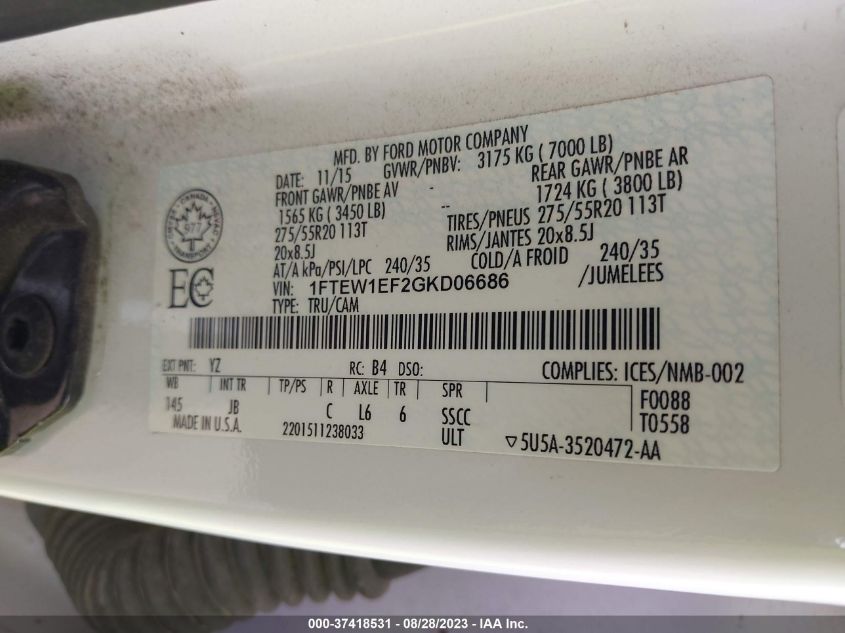 MFD. BY FORD MOTOR COMPANY
DATE: 11/15 GVWR/PNBV: 3175 KG ( 7000 LB)
FRONT GAWR/PNBE AV - REAR GAWR/PNBE AR
1565 KG ( 3450 LB) -- 1724 KG ( 3800 LB)
275/55R20 113T TIRES/PNEUS 275/55R20 113T
20x8.5J RIMS/JANTES 20x8.5J
AT/A kPa/PSI/LPC 240/35 COLD/A FROID 240/35
VIN: 1FTEW1EF2GKD06686 /JUMELEES
TYPE: TRU/CAM
CANADA
TRANSPORT
977
EC
EXT PNT: YZ RC: B4 DSO: COMPLIES: ICES/NMB-002
WB INT TR TP/PS R AXLE TR SPR F0088
145 JB C L6 6 SSCC T0558
MADE IN U.S.A. 2201511238033 ULT ▽5U5A-3520472-AA
000-37418531 - 08/28/2023 - IAA Inc.